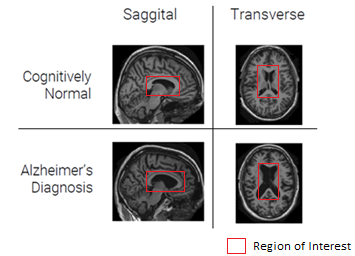 Saggital Transverse
Cognitively
Normal
Alzheimer's
Diagnosis
Region of Interest